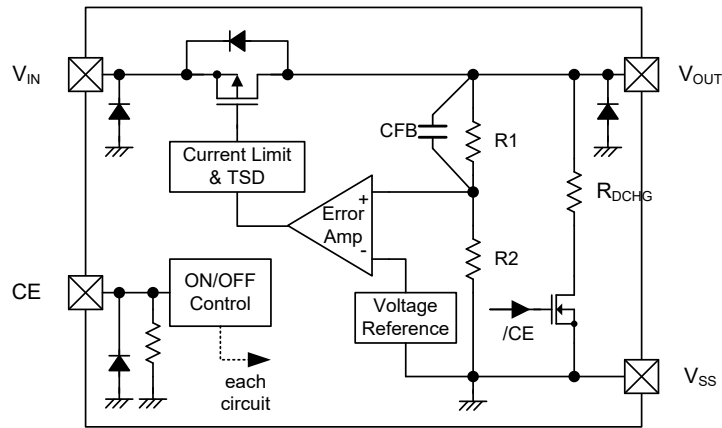 VIN
VOUT
CFB
R1
Current Limit
& TSD
RDCHG
+
Error
Amp
-
R2
CE
ON/OFF
Control
Voltage
Reference
/CE
each
circuit
VSS